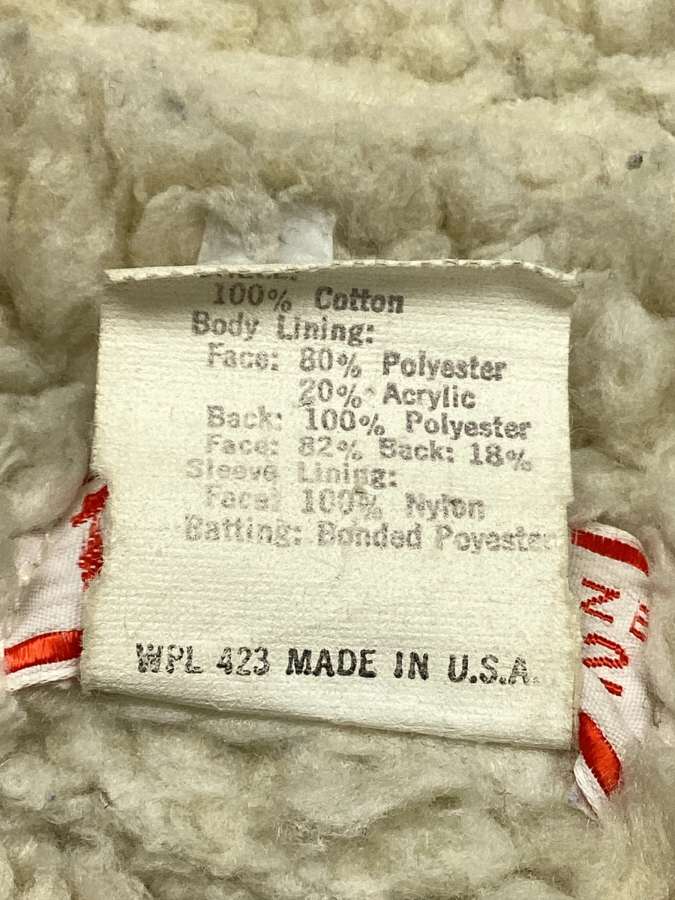 100% Cotton
Body Lining:
Face: 80% Polyester
20% Acrylic
Back: 100% Polyester
Face: 82% Back: 18%
Sleeve Lining:
Face: 100% Nylon
Batting: Bonded Poyester
WPL 423 MADE IN U.S.A.